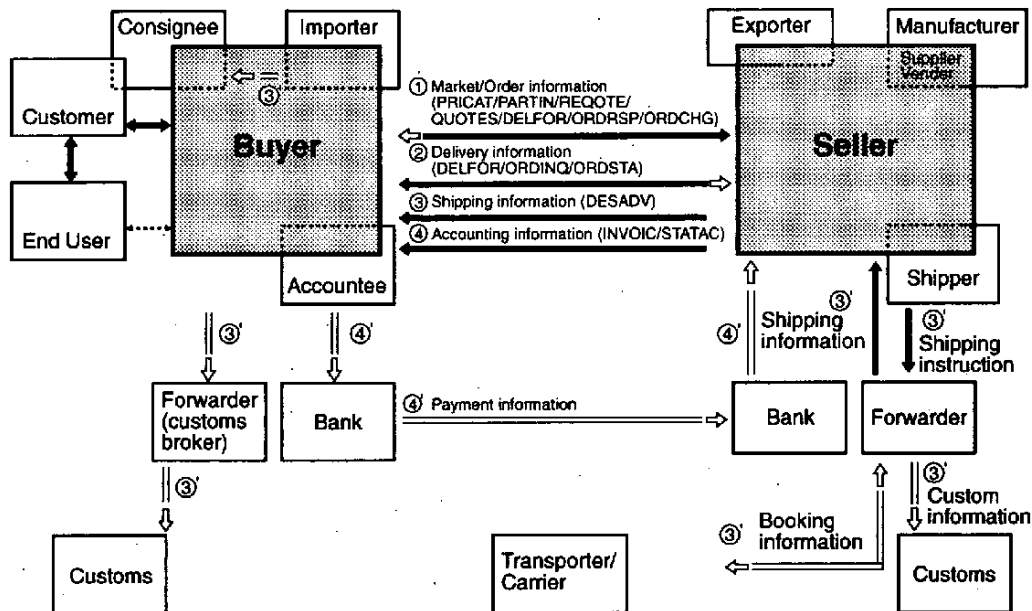 Consignee
Importer
Exporter
Manufacturer
Supplier
Vender
③
Customer
Buyer
① Market/Order information
(PRICAT/PARTIN/REQOTE/
QUOTES/DELFOR/ORDRSP/ORDCHG)
Seller
② Delivery information
(DELFOR/ORDINQ/ORDSTA)
③ Shipping information (DESADV)
End User
④ Accounting information (INVOIC/STATAC)
Accountee
Shipper
③'
④'
④'
Shipping
information
③'
③'
Shipping
instruction
Forwarder
(customs
broker)
Bank
④' Payment information
Bank
Forwarder
③'
③'
Custom
information
③'
Booking
information
Customs
Transporter/
Carrier
Customs